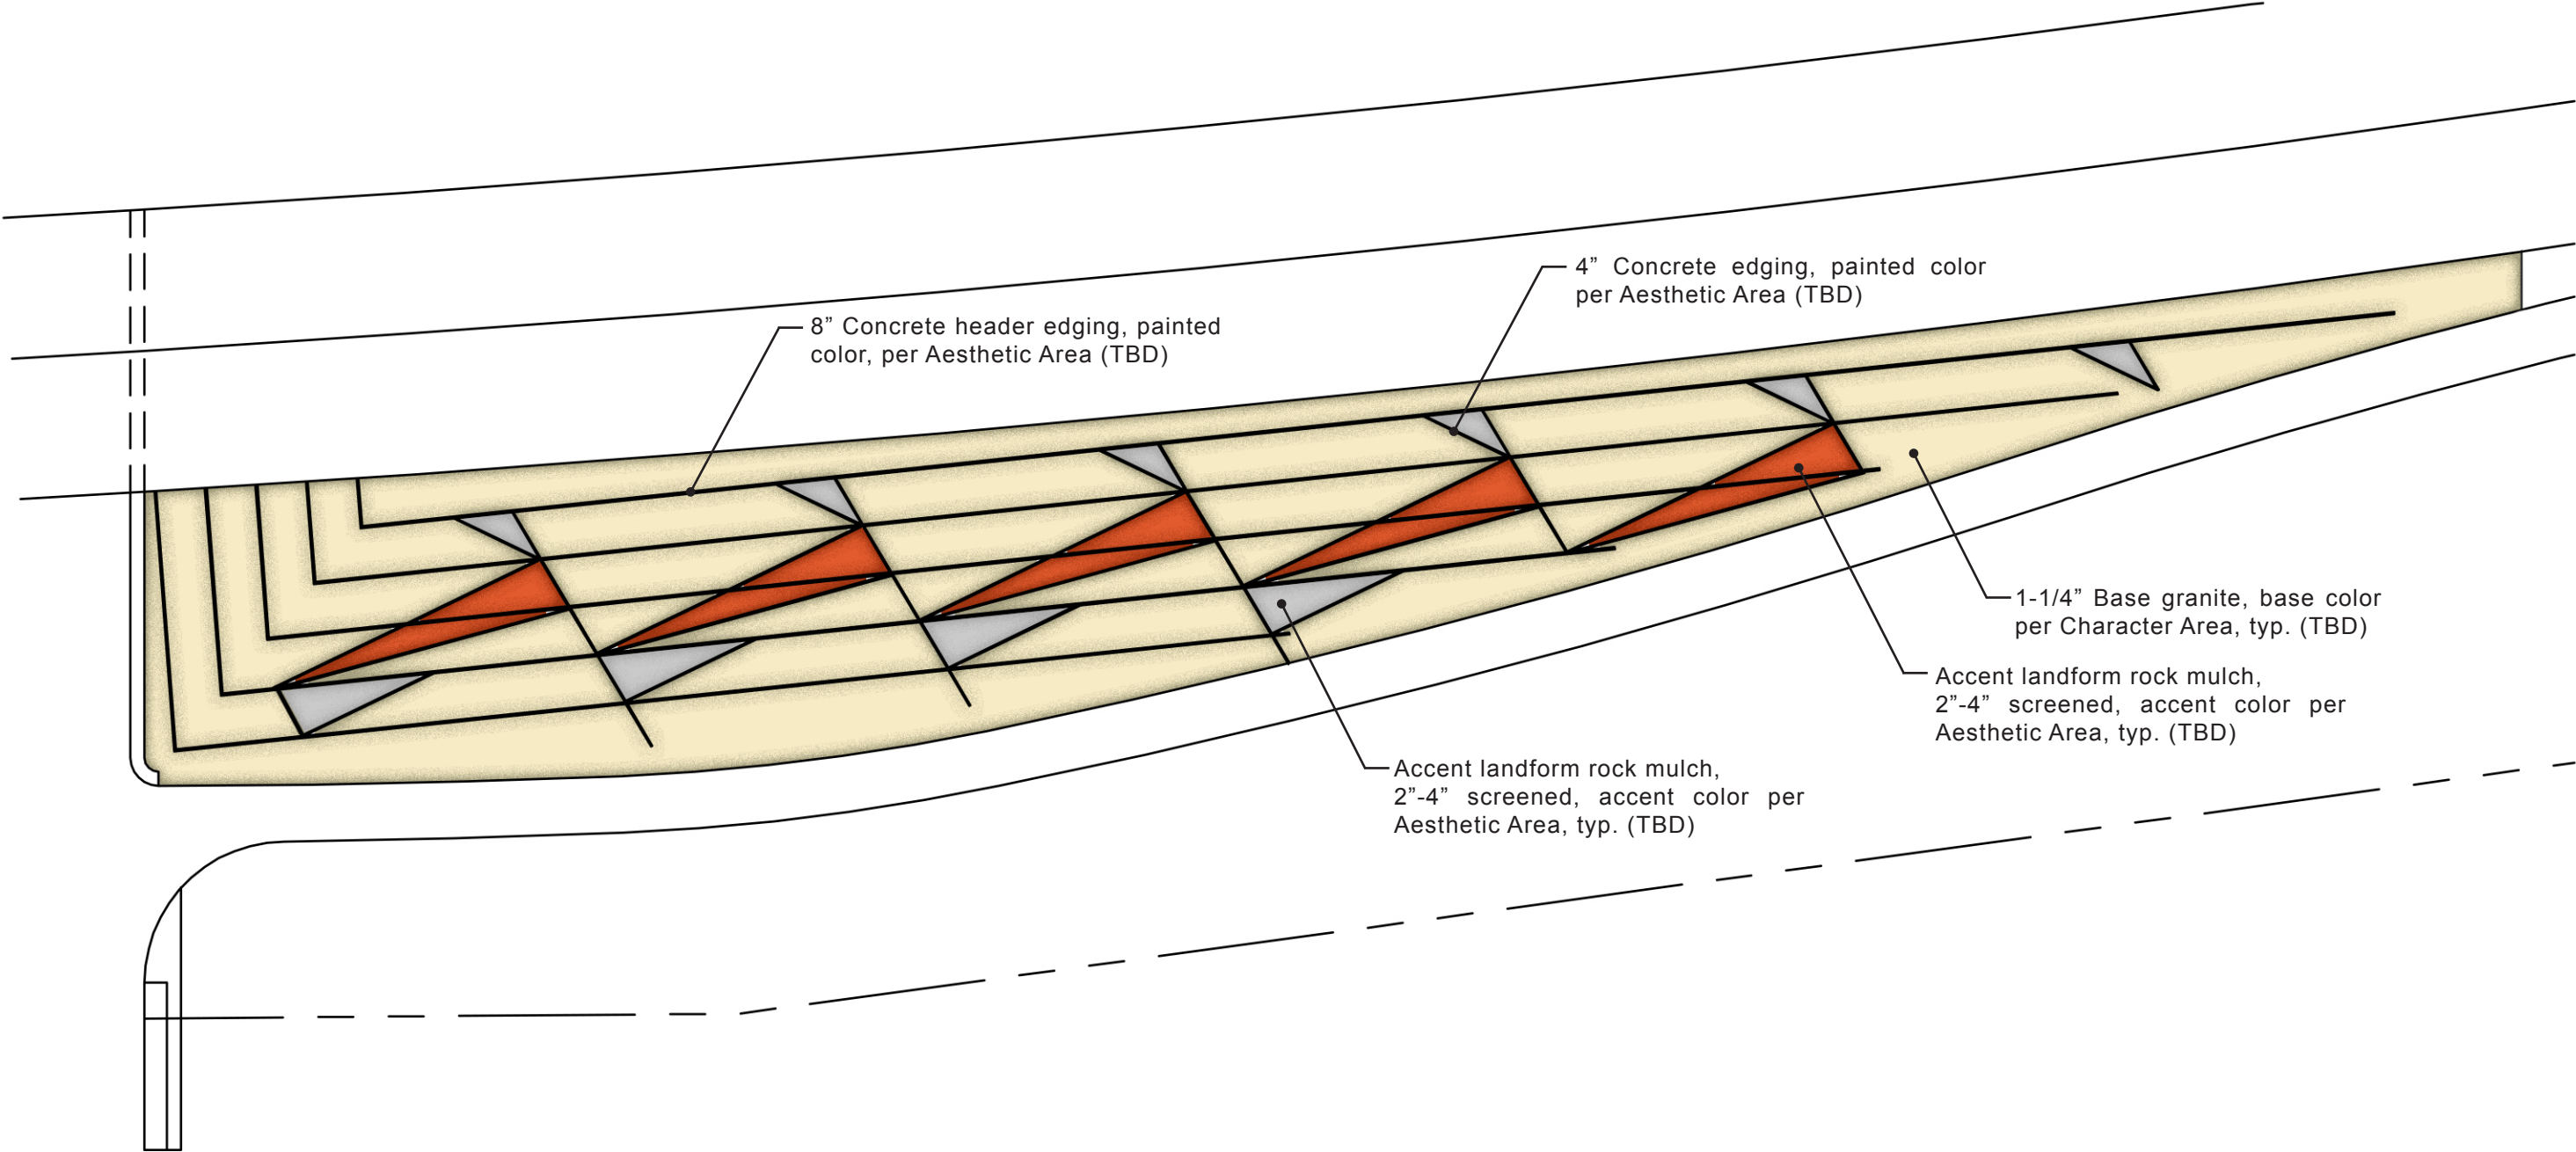 4” Concrete edging, painted color
per Aesthetic Area (TBD)
8” Concrete header edging, painted
color, per Aesthetic Area (TBD)
1-1/4” Base granite, base color
per Character Area, typ. (TBD)
Accent landform rock mulch,
2”-4” screened, accent color per
Aesthetic Area, typ. (TBD)
Accent landform rock mulch,
2”-4” screened, accent color per
Aesthetic Area, typ. (TBD)